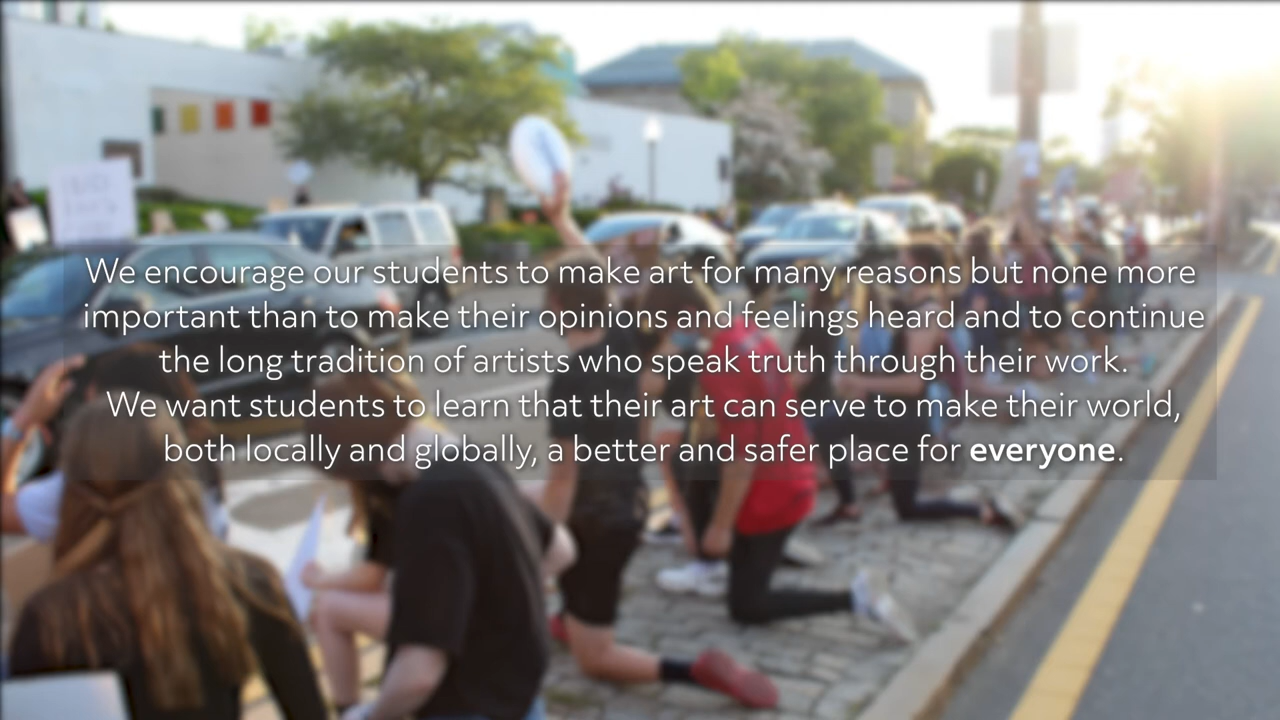 We encourage our students to make art for many reasons but none more
important than to make their opinions and feelings heard and to continue
the long tradition of artists who speak truth through their work.
We want students to learn that their art can serve to make their world,
both locally and globally, a better and safer place for everyone.